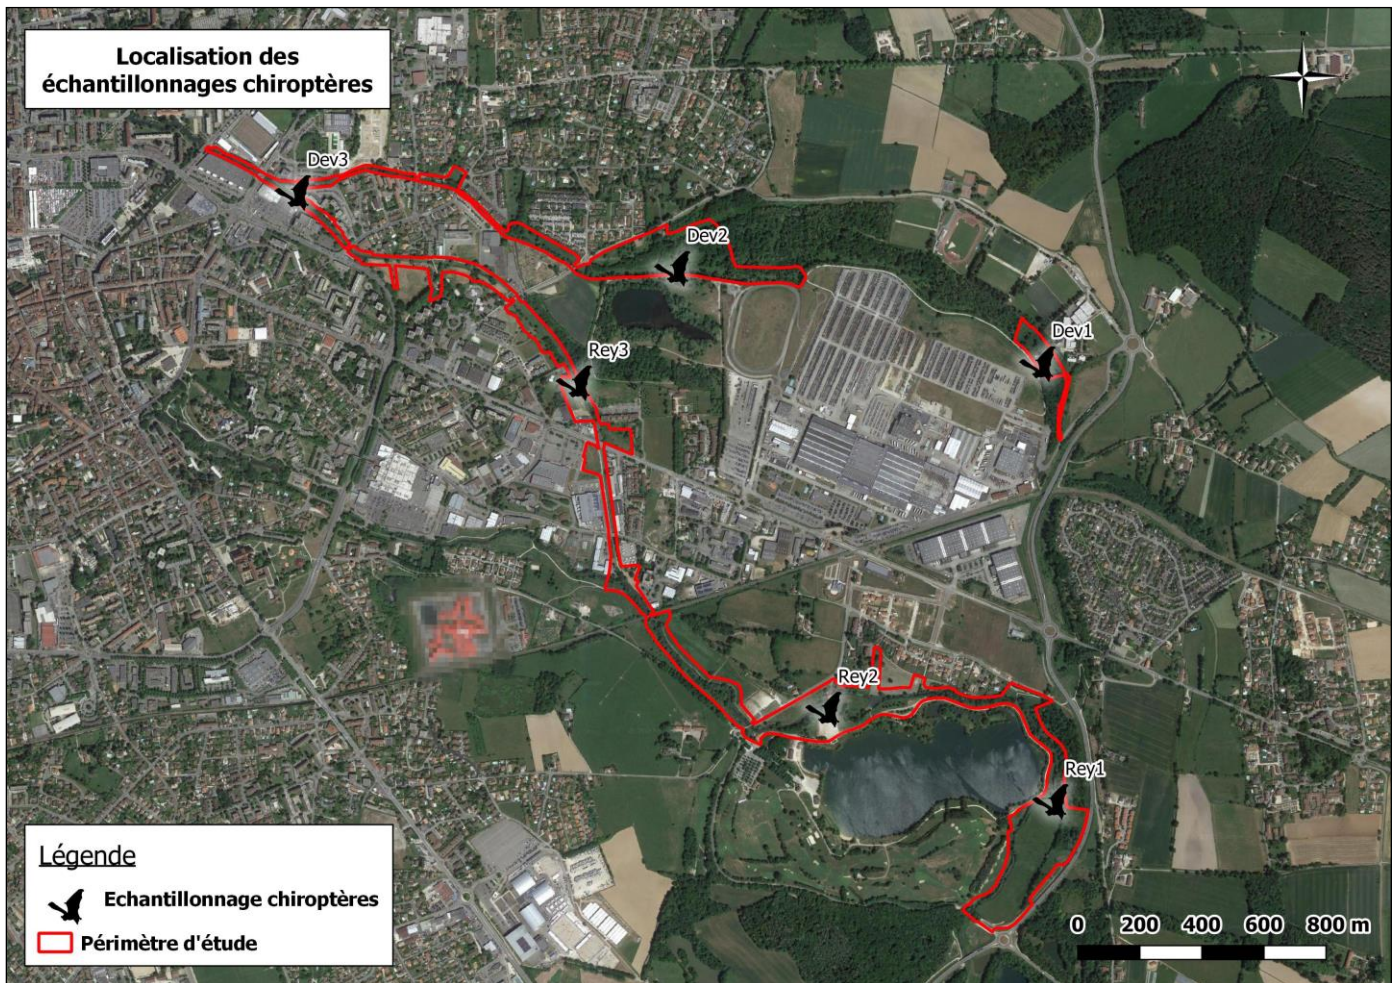 Localisation des
échantillonnages chiroptères
Dev3
Dev2
Dev1
Rey3
Rey2
Rey1
Légende
Echantillonnage chiroptères
Périmètre d'étude
0 200 400 600 800 m